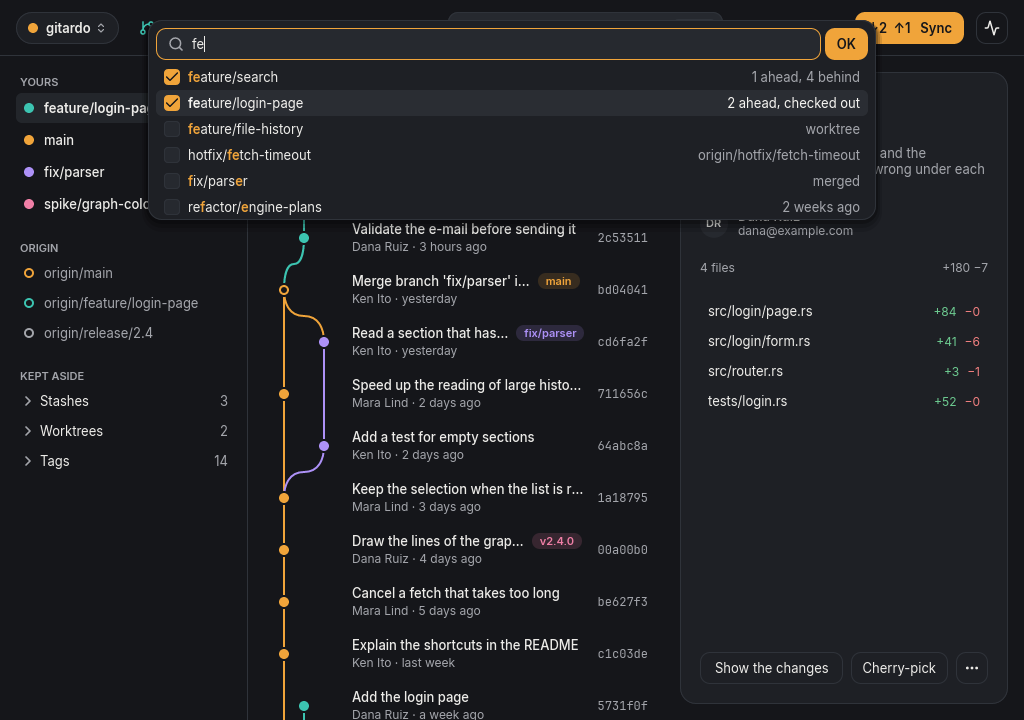 gitardo
2 ↑1 Sync
fe
OK
feature/search
1 ahead, 4 behind
feature/login-page
2 ahead, checked out
feature/file-history
worktree
hotfix/fetch-timeout
origin/hotfix/fetch-timeout
fix/parser
merged
refactor/engine-plans
2 weeks ago
YOURS
feature/login-pa
main
fix/parser
spike/graph-colo
ORIGIN
origin/main
origin/feature/login-page
origin/release/2.4
KEPT ASIDE
Stashes 3
Worktrees 2
Tags 14
Validate the e-mail before sending it
Dana Ruiz · 3 hours ago
2c53511
Merge branch 'fix/parser' i... main
Ken Ito · yesterday
bd04041
Read a section that has... fix/parser
Ken Ito · yesterday
cd6fa2f
Speed up the reading of large histo...
Mara Lind · 2 days ago
711656c
Add a test for empty sections
Ken Ito · 2 days ago
64abc8a
Keep the selection when the list is r...
Mara Lind · 3 days ago
1a18795
Draw the lines of the grap... v2.4.0
Dana Ruiz · 4 days ago
00a00b0
Cancel a fetch that takes too long
Mara Lind · 5 days ago
be627f3
Explain the shortcuts in the README
Ken Ito · last week
c1c03de
Add the login page
Dana Ruiz · a week ago
5731f0f
and the
wrong under each
DR
dana@example.com
4 files +180 −7
src/login/page.rs +84 −0
src/login/form.rs +41 −6
src/router.rs +3 −1
tests/login.rs +52 −0
Show the changes
Cherry-pick